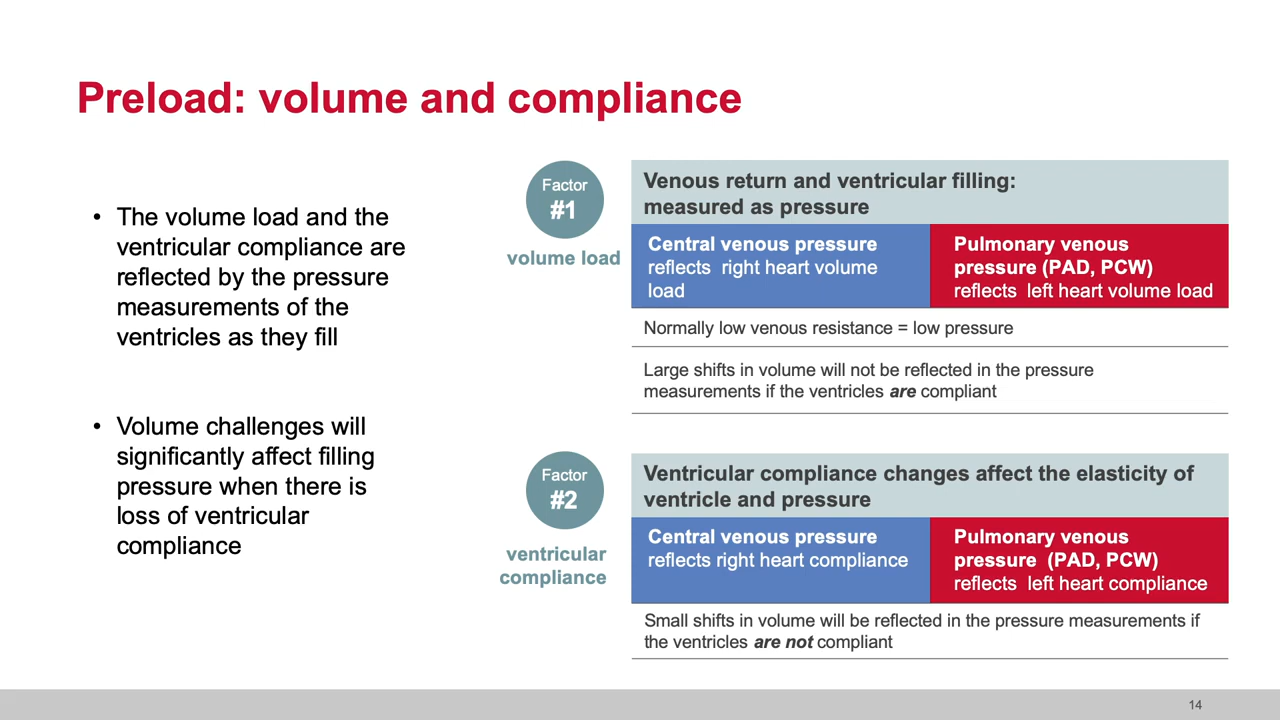 Preload: volume and compliance
• The volume load and the
ventricular compliance are
reflected by the pressure
measurements of the
ventricles as they fill
• Volume challenges will
significantly affect filling
pressure when there is
loss of ventricular
compliance
Factor
#1
volume load
Venous return and ventricular filling:
measured as pressure
Central venous pressure
reflects right heart volume
load
Pulmonary venous
pressure (PAD, PCW)
reflects left heart volume load
Normally low venous resistance = low pressure
Large shifts in volume will not be reflected in the pressure
measurements if the ventricles are compliant
Factor
#2
ventricular
compliance
Ventricular compliance changes affect the elasticity of
ventricle and pressure
Central venous pressure
reflects right heart compliance
Pulmonary venous
pressure (PAD, PCW)
reflects left heart compliance
Small shifts in volume will be reflected in the pressure measurements if
the ventricles are not compliant
14